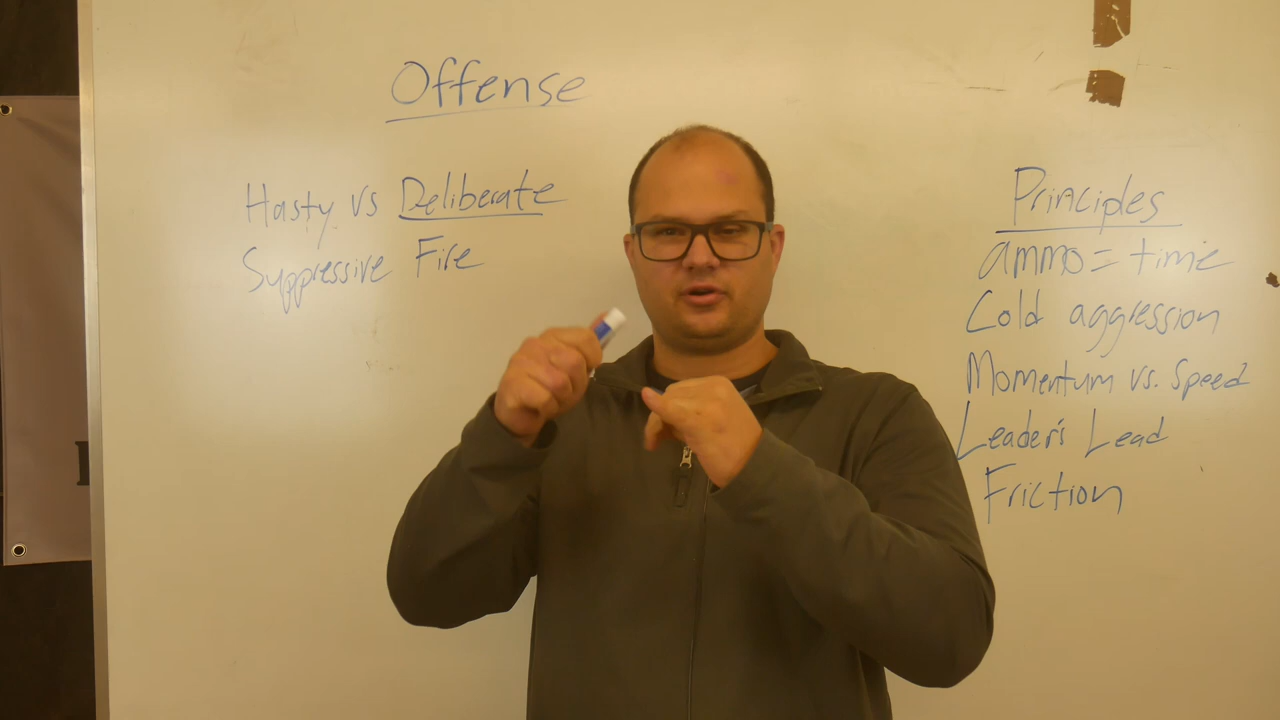 Offense
Hasty vs Deliberate
Suppressive Fire
Principles
ammo = time
Cold aggression
Momentum vs. Speed
Leader's Lead
Friction